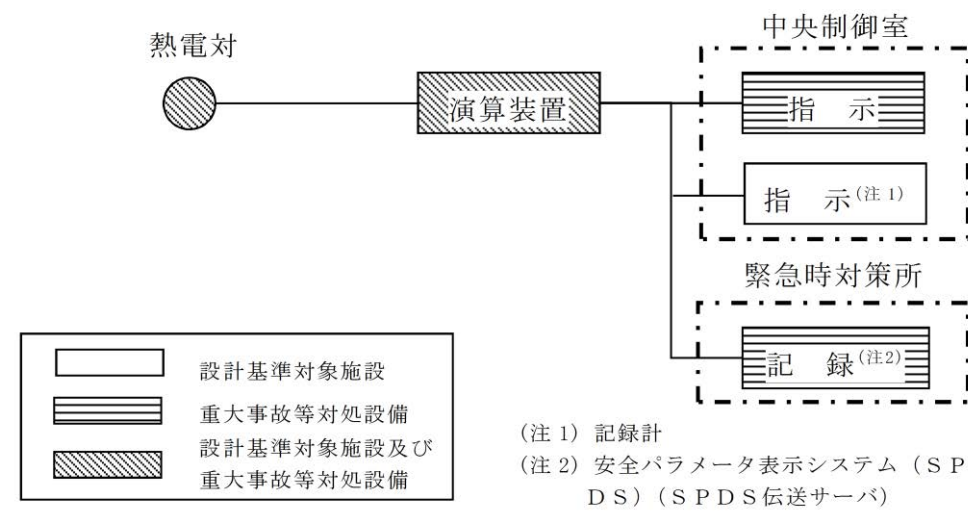 中央制御室
熱電対
演算装置
指 示
指 示(注1)
緊急時対策所
記 録(注2)
設計基準対象施設
重大事故等対処設備
設計基準対象施設及び
重大事故等対処設備
(注1) 記録計
(注2) 安全パラメータ表示システム(SP
DS)(SPDS伝送サーバ)